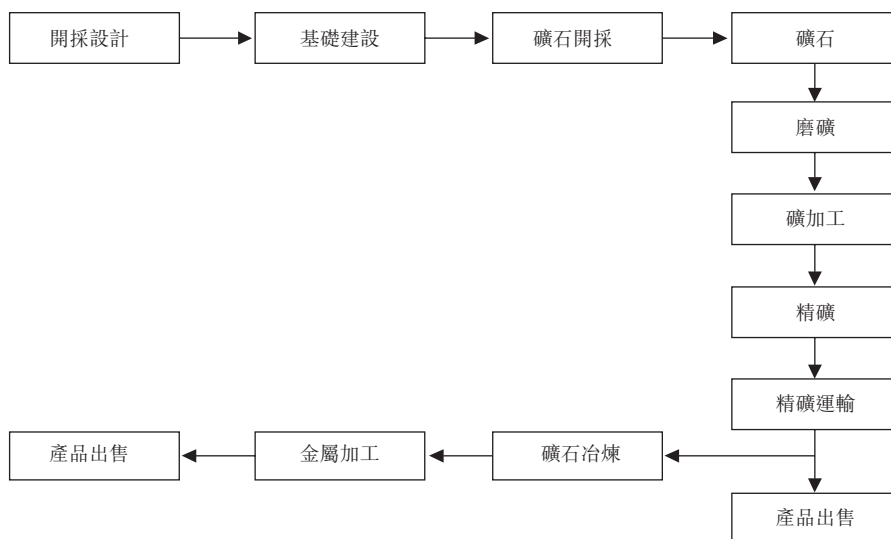 開採設計
基礎建設
礦石開採
礦石
磨礦
礦加工
精礦
精礦運輸
礦石冶煉
金屬加工
產品出售
產品出售